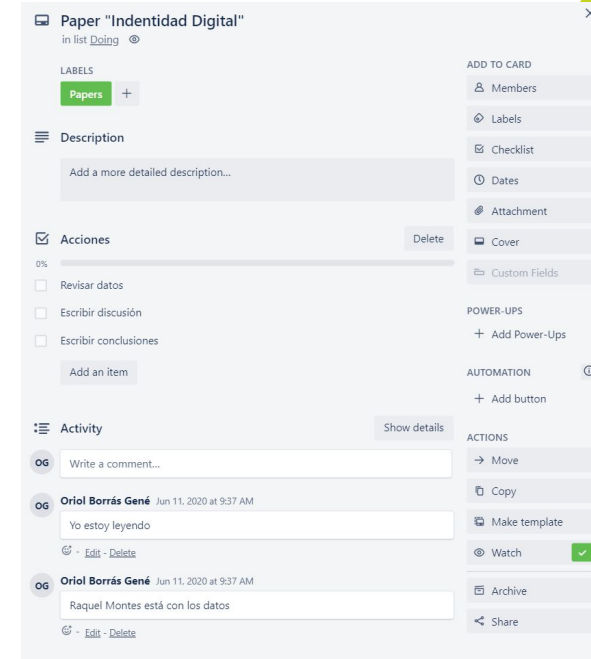 Paper "Indentidad Digital"
in list Doing
LABELS
Papers +
Description
Add a more detailed description...
Acciones
Delete
0%
Revisar datos
Escribir discusión
Escribir conclusiones
Add an item
Activity
Show details
OG
Write a comment...
OG
Oriol Borrás Gené Jun 11, 2020 at 9:37 AM
Yo estoy leyendo
- Edit - Delete
OG
Oriol Borrás Gené Jun 11, 2020 at 9:37 AM
Raquel Montes está con los datos
- Edit - Delete
ADD TO CARD
Members
Labels
Checklist
Dates
Attachment
Cover
Custom Fields
POWER-UPS
+ Add Power-Ups
AUTOMATION
+ Add button
ACTIONS
→ Move
Copy
Make template
Watch
Archive
Share